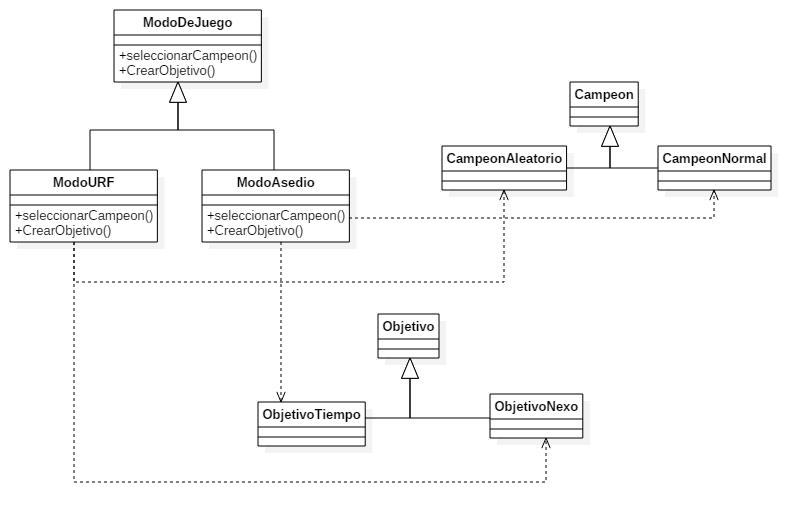 ModoDeJuego
+seleccionarCampeon()
+CrearObjetivo()
Campeon
CampeonAleatorio
CampeonNormal
ModoURF
+seleccionarCampeon()
+CrearObjetivo()
ModoAsedio
+seleccionarCampeon()
+CrearObjetivo()
Objetivo
ObjetivoTiempo
ObjetivoNexo